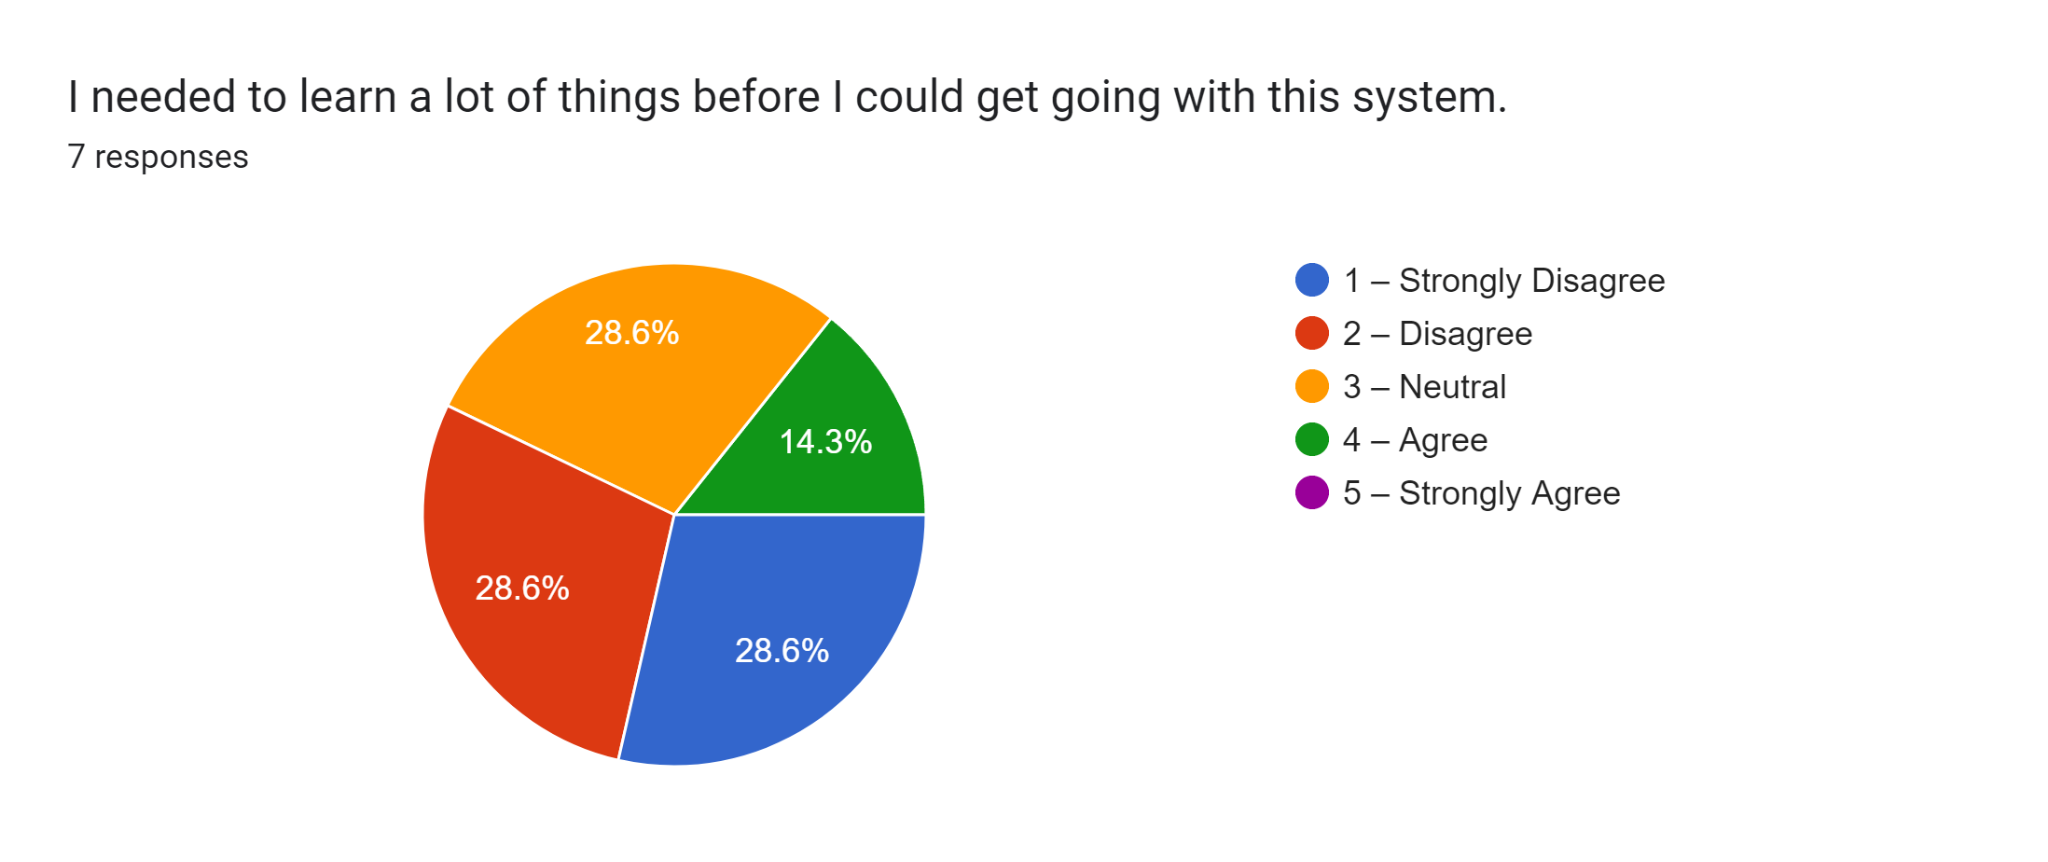 I needed to learn a lot of things before I could get going with this system.
7 responses
28.6%
14.3%
28.6%
28.6%
1 – Strongly Disagree
2 – Disagree
3 – Neutral
4 – Agree
5 – Strongly Agree